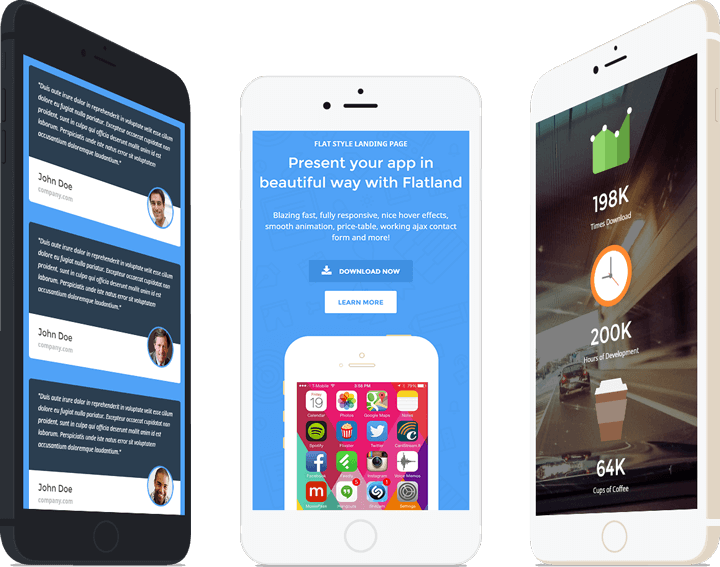 "Duis aute irure dolor in reprehenderit in voluptate velit esse cillum
dolore eu fugiat nulla pariatur. Excepteur occaecat cupidatat non
proident, sunt in culpa qui officia deserunt mollit anim id est
laborum. Perspiciatis unde iste natus error sit voluptatem
accusantium doloremque laudantium."
John Doe
company.com
"Duis aute irure dolor in reprehenderit in voluptate velit esse cillum
dolore eu fugiat nulla pariatur. Excepteur occaecat cupidatat non
proident, sunt in culpa qui officia deserunt mollit anim id est
laborum. Perspiciatis unde iste natus error sit voluptatem
accusantium doloremque laudantium."
John Doe
company.com
"Duis aute irure dolor in reprehenderit in voluptate velit esse cillum
dolore eu fugiat nulla pariatur. Excepteur occaecat cupidatat non
proident, sunt in culpa qui officia deserunt mollit anim id est
laborum. Perspiciatis unde iste natus error sit voluptatem
accusantium doloremque laudantium."
John Doe
company.com
FLAT STYLE LANDING PAGE
Present your app in
beautiful way with Flatland
Blazing fast, fully responsive, nice hover effects,
smooth animation, price-table, working ajax contact
form and more!
DOWNLOAD NOW
LEARN MORE
T-Mobile 3:58 PM 75%
Friday
19
Calendar Photos Google Maps Notes
Spotify Twitter
Facebook Feedly Instagram Voice Memos
5 1
Settings
198K
Times Download
200K
Hours of Development
64K
Cups of Coffee